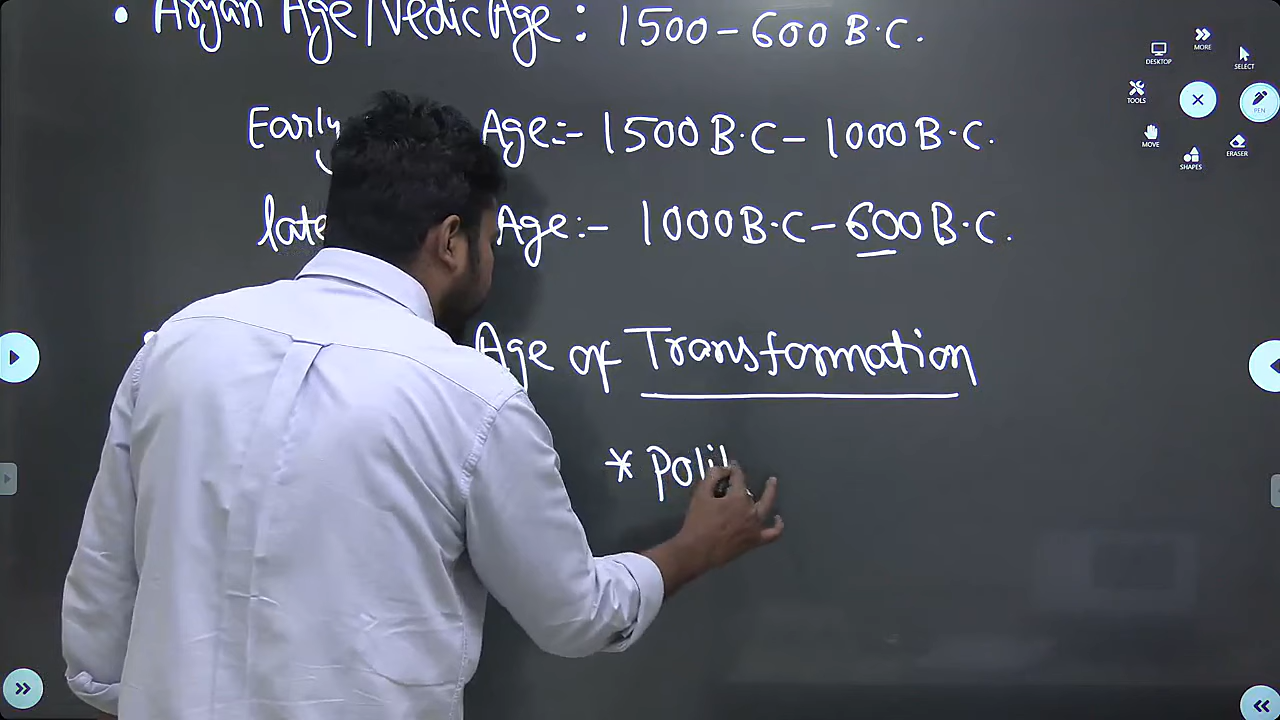 • Aryan Age/Vedic Age : 1500-600 B.C.
Early Age:- 1500 B.C- 1000 B.C.
late Age:- 1000 B.C- 600 B.C.
Age of Transformation
* Polit
MORE
DESKTOP
SELECT
TOOLS
PEN
MOVE
ERASER
SHAPES